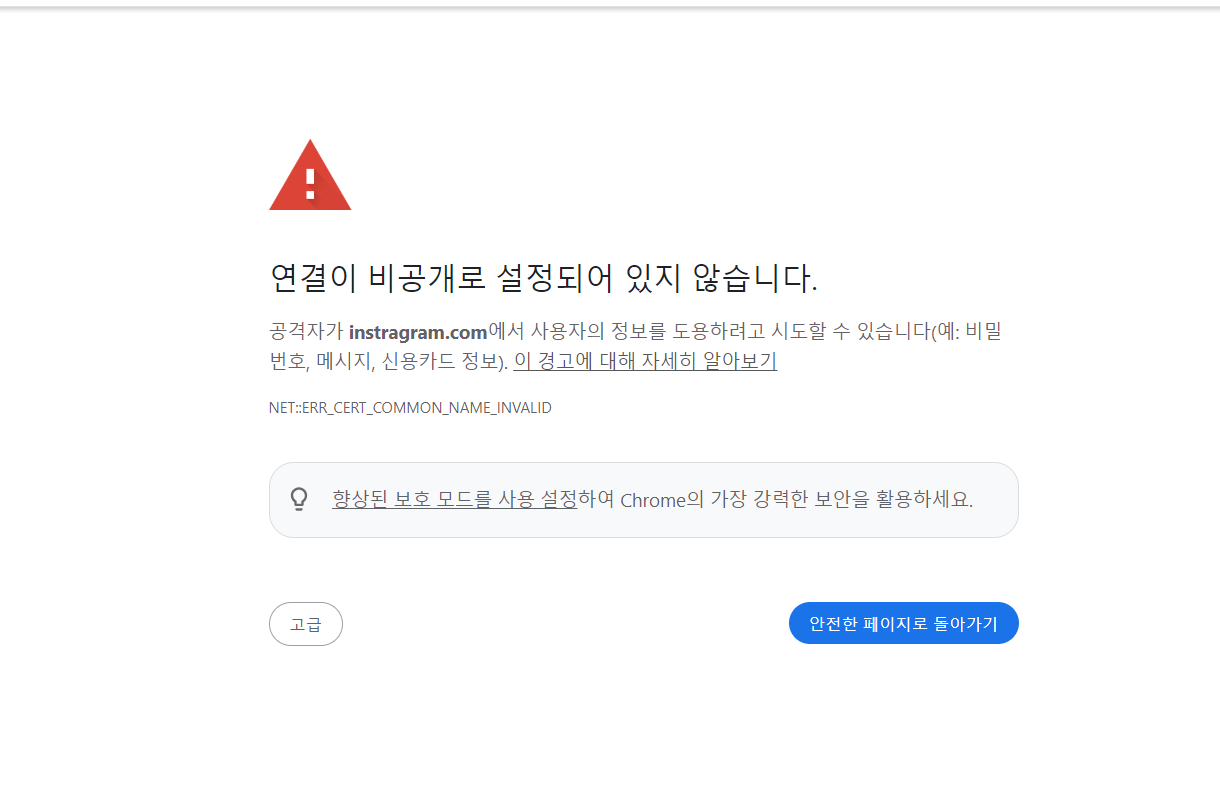 연결이 비공개로 설정되어 있지 않습니다.
공격자가 instragram.com에서 사용자의 정보를 도용하려고 시도할 수 있습니다(예: 비밀
번호, 메시지, 신용카드 정보). 이 경고에 대해 자세히 알아보기
NET::ERR_CERT_COMMON_NAME_INVALID
향상된 보호 모드를 사용 설정하여 Chrome의 가장 강력한 보안을 활용하세요.
고급
안전한 페이지로 돌아가기